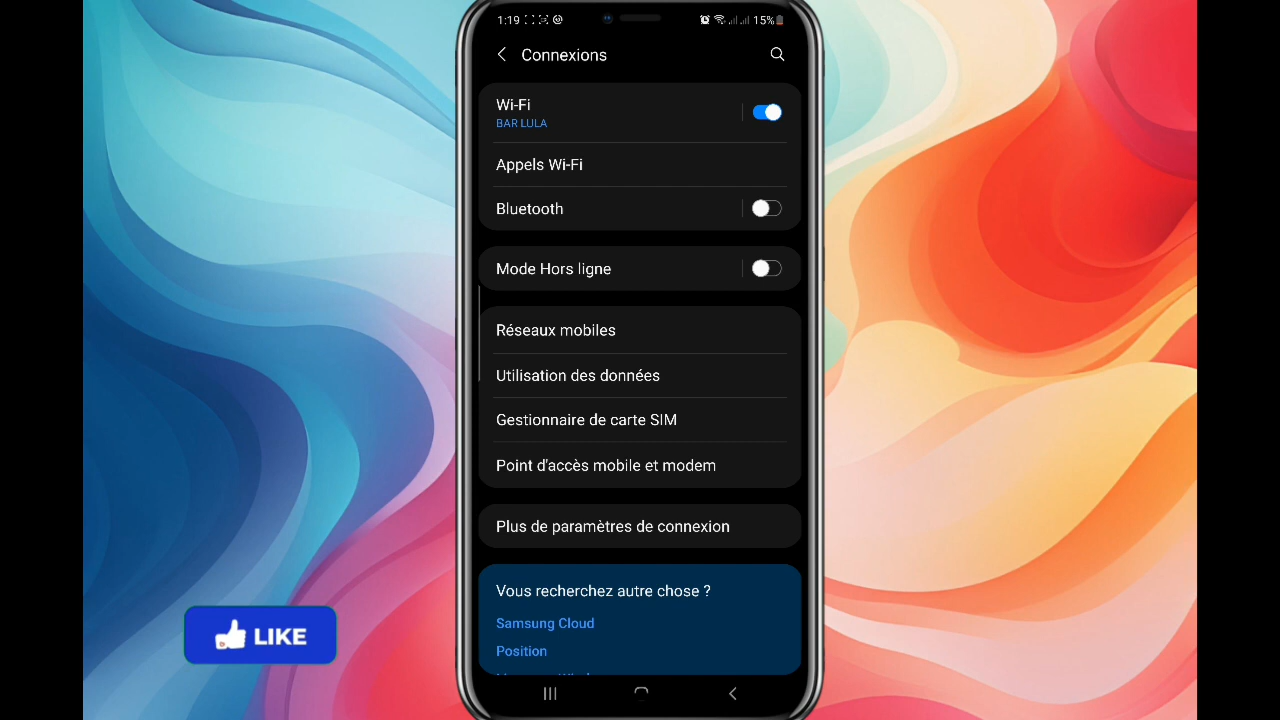 1:19 15%
Connexions
Wi-Fi
BAR LULA
Appels Wi-Fi
Bluetooth
Mode Hors ligne
Réseaux mobiles
Utilisation des données
Gestionnaire de carte SIM
Point d'accès mobile et modem
Plus de paramètres de connexion
Vous recherchez autre chose ?
Samsung Cloud
Position
LIKE